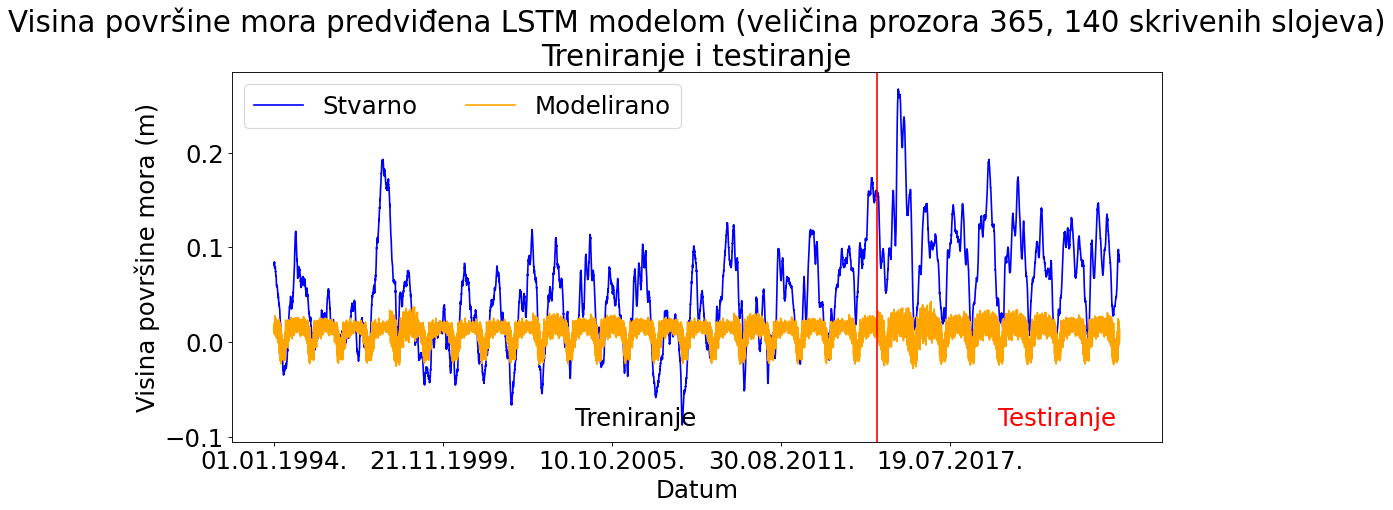 Visina površine mora predviđena LSTM modelom (veličina prozora 365, 140 skrivenih slojeva)
Treniranje i testiranje
Stvarno
Modelirano
Visina površine mora (m)
0.2
0.1
0.0
−0.1
Treniranje
Testiranje
01.01.1994.
21.11.1999.
10.10.2005.
30.08.2011.
19.07.2017.
Datum